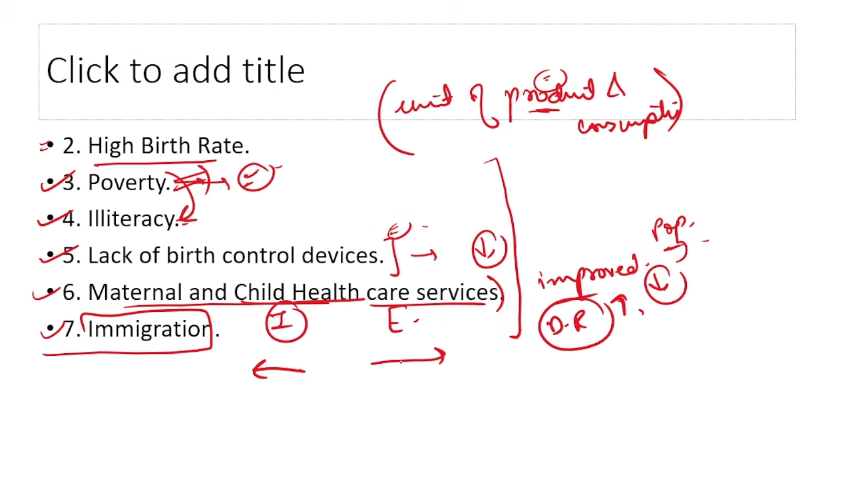 Click to add title
(unit of product Δ
consumptio)
• 2. High Birth Rate.
• 3. Poverty.
• 4. Illiteracy.
• 5. Lack of birth control devices.
• 6. Maternal and Child Health care services.
• 7. Immigration.
I
E
improved.
D.R ↑
Pop.
↓
↓